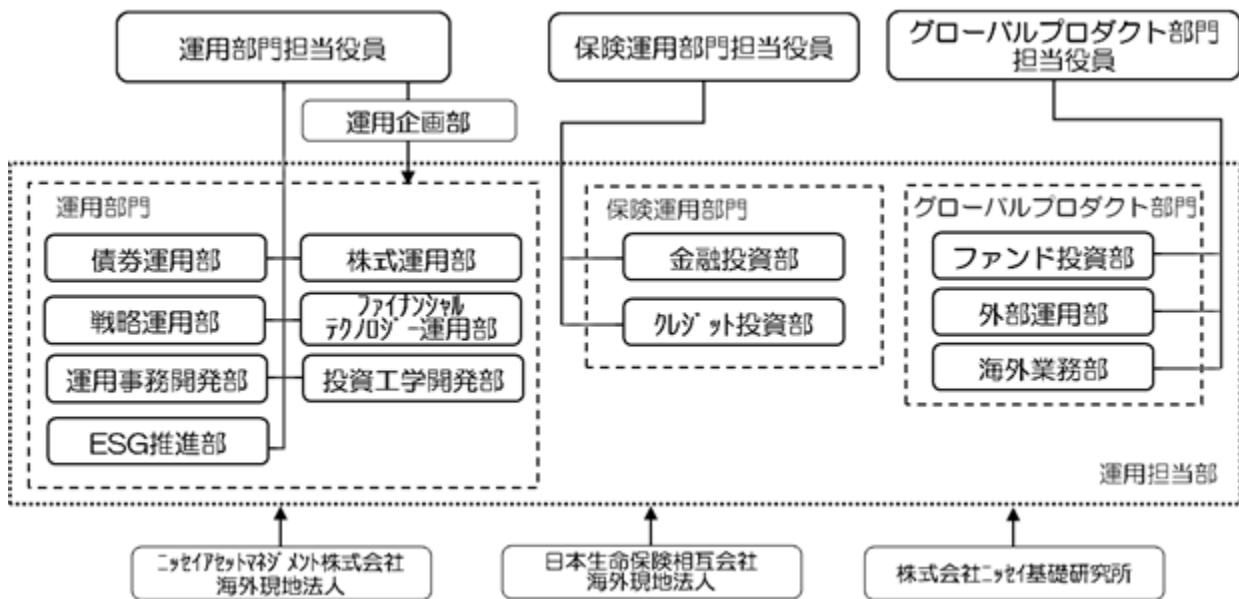 運用部門担当役員
保険運用部門担当役員
グローバルプロダクト部門
担当役員
運用企画部
運用部門
債券運用部
株式運用部
戦略運用部
ファイナンシャル
テクノロジー運用部
運用事務開発部
投資工学開発部
ESG推進部
保険運用部門
金融投資部
クレジット投資部
グローバルプロダクト部門
ファンド投資部
外部運用部
海外業務部
運用担当部
ニッセイアセットマネジメント株式会社
海外現地法人
日本生命保険相互会社
海外現地法人
株式会社ニッセイ基礎研究所